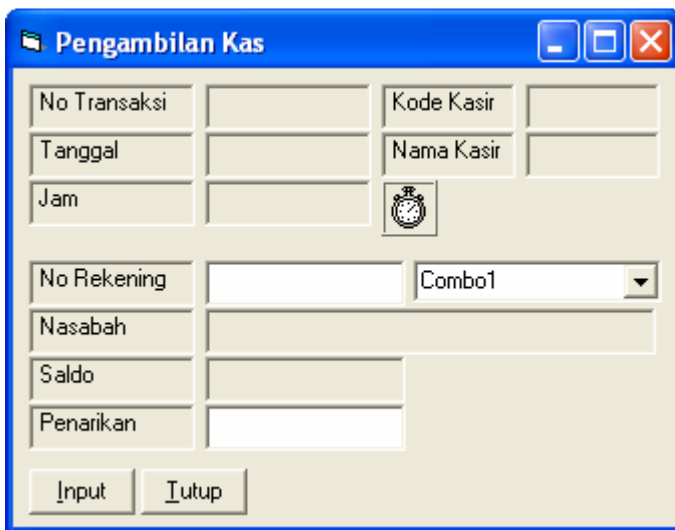 Pengambilan Kas
No Transaksi Kode Kasir
Tanggal Nama Kasir
Jam
No Rekening Combo1
Nasabah
Saldo
Penarikan
Input Tutup